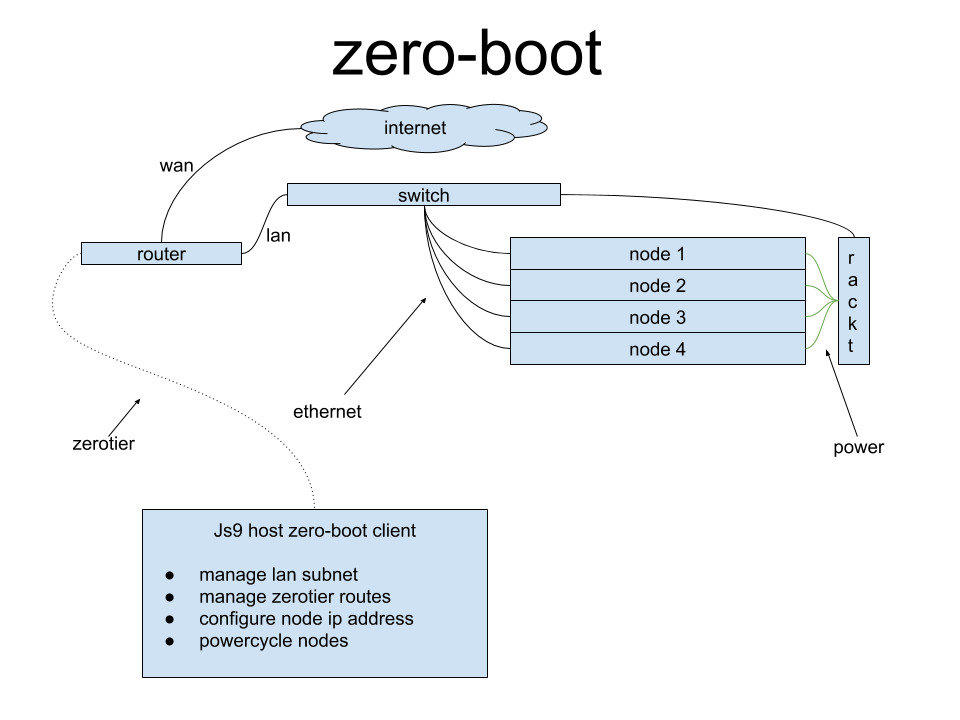 zero-boot
internet
wan
switch
lan
router
node 1
node 2
node 3
node 4
r
a
c
k
t
ethernet
zerotier
power
Js9 host zero-boot client
● manage lan subnet
● manage zerotier routes
● configure node ip address
● powercycle nodes